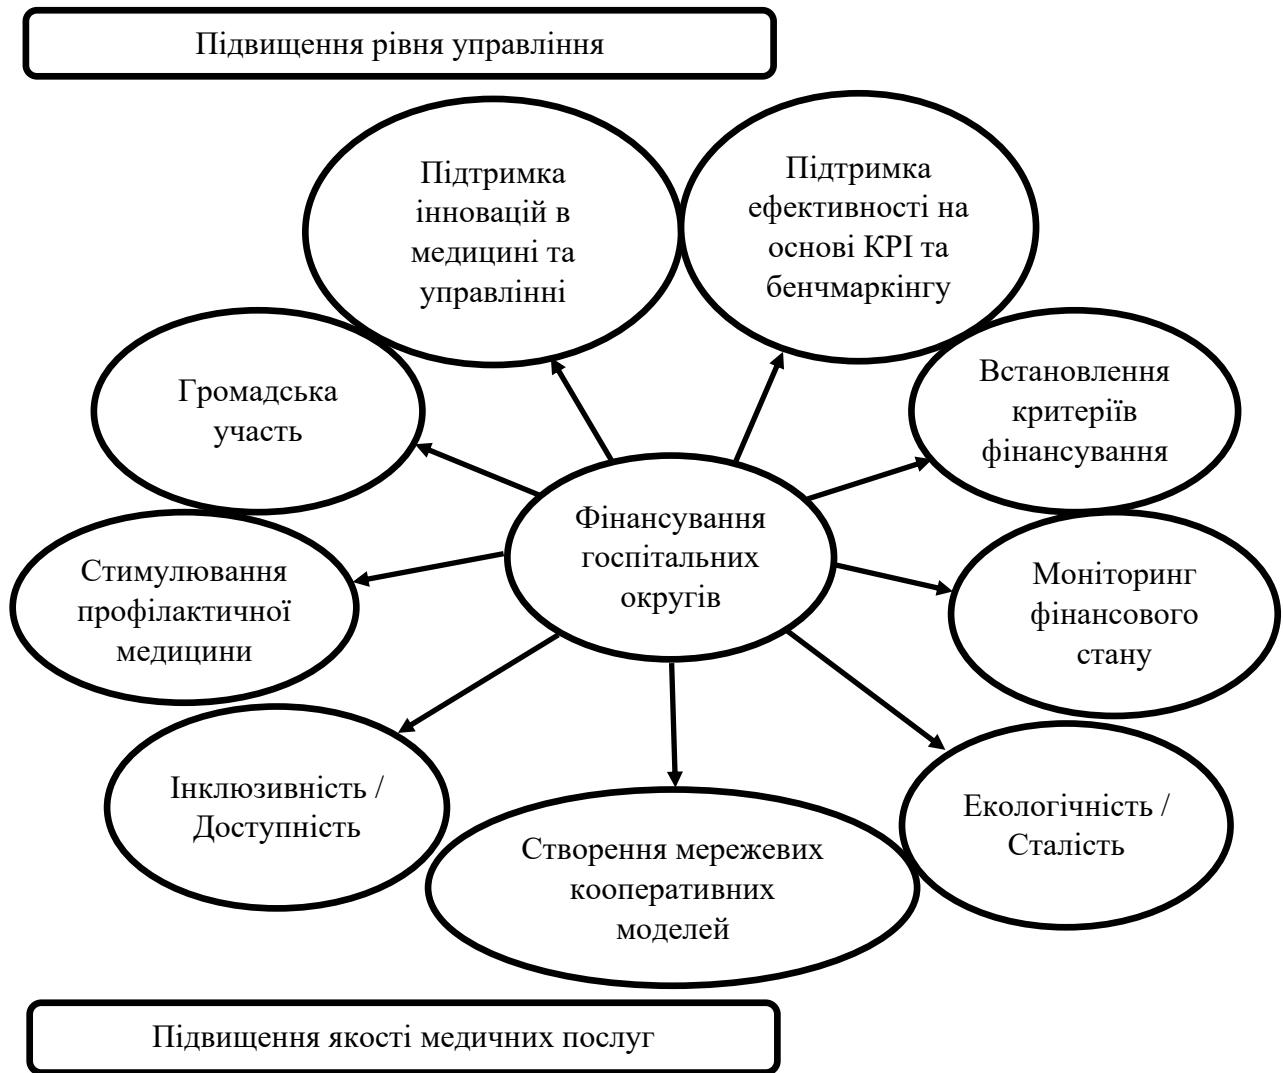 Підвищення рівня управління
Підтримка
інновацій в
медицині та
управлінні
Підтримка
ефективності на
основі КРІ та
бенчмаркінгу
Громадська
участь
Встановлення
критеріїв
фінансування
Фінансування
госпітальних
округів
Стимулювання
профілактичної
медицини
Моніторинг
фінансового
стану
Інклюзивність /
Доступність
Створення мережевих
кооперативних
моделей
Екологічність /
Сталість
Підвищення якості медичних послуг